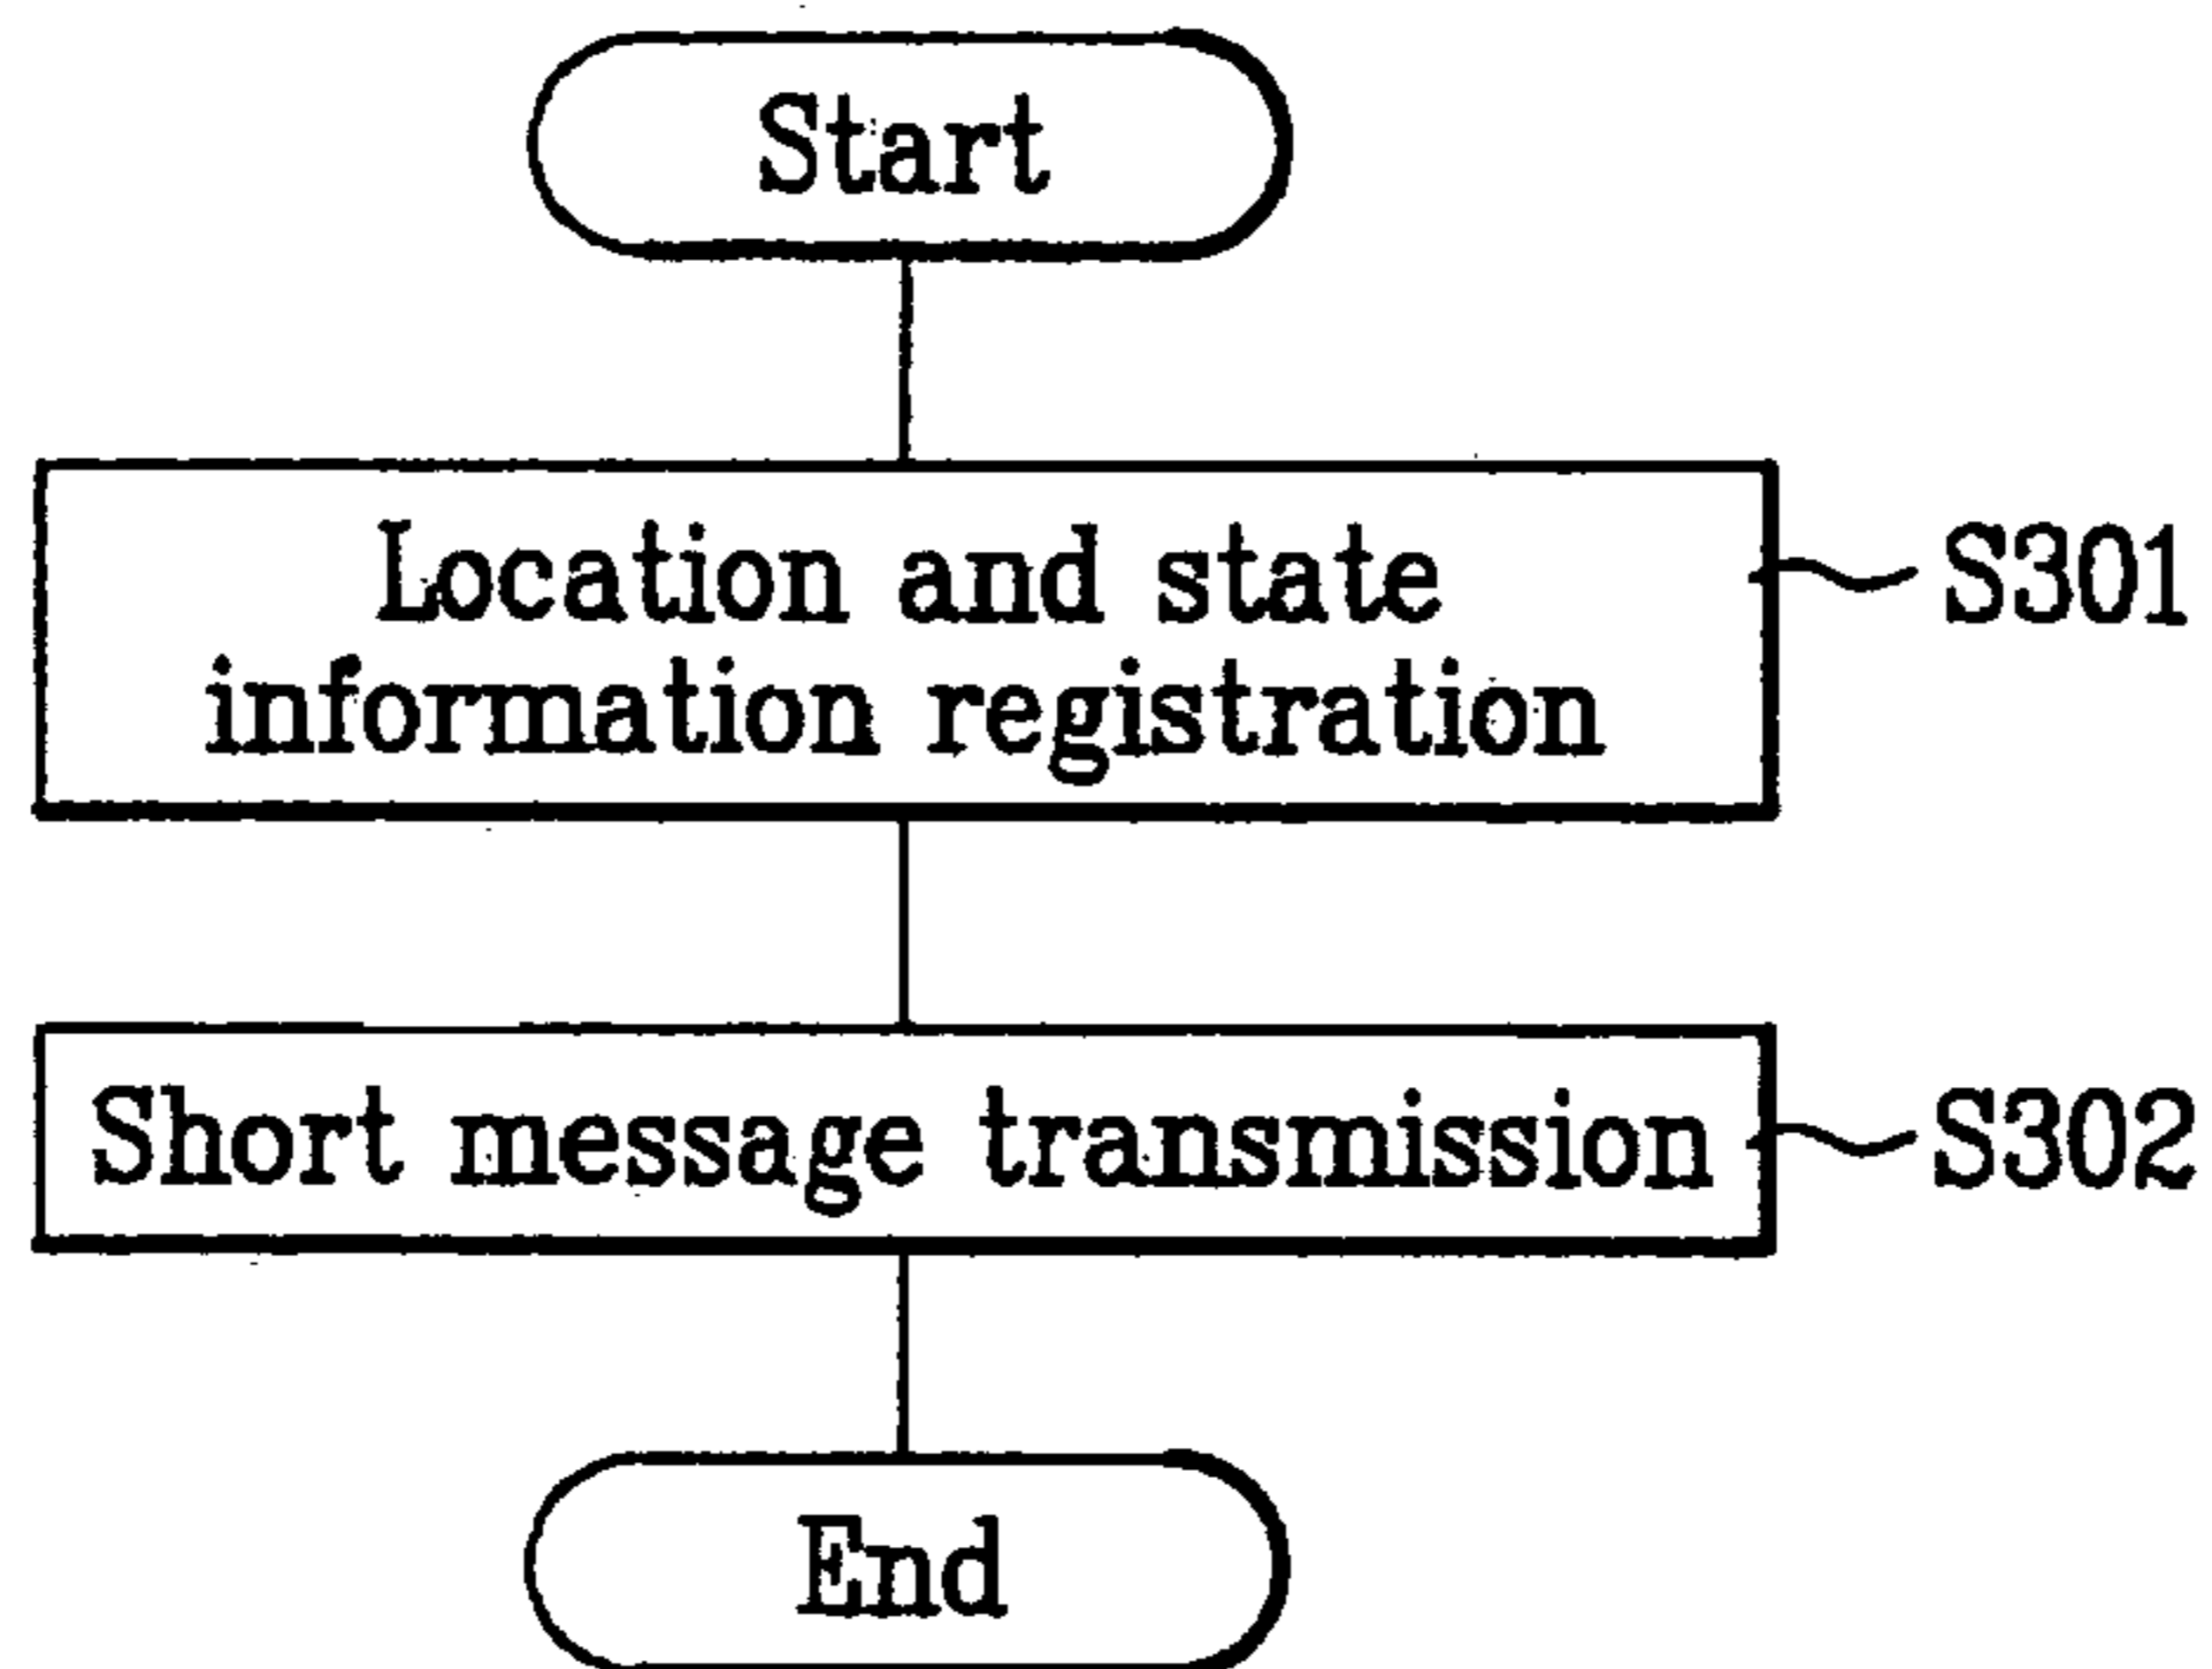 Start
Location and state
information registration
S301
Short message transmission
S302
End